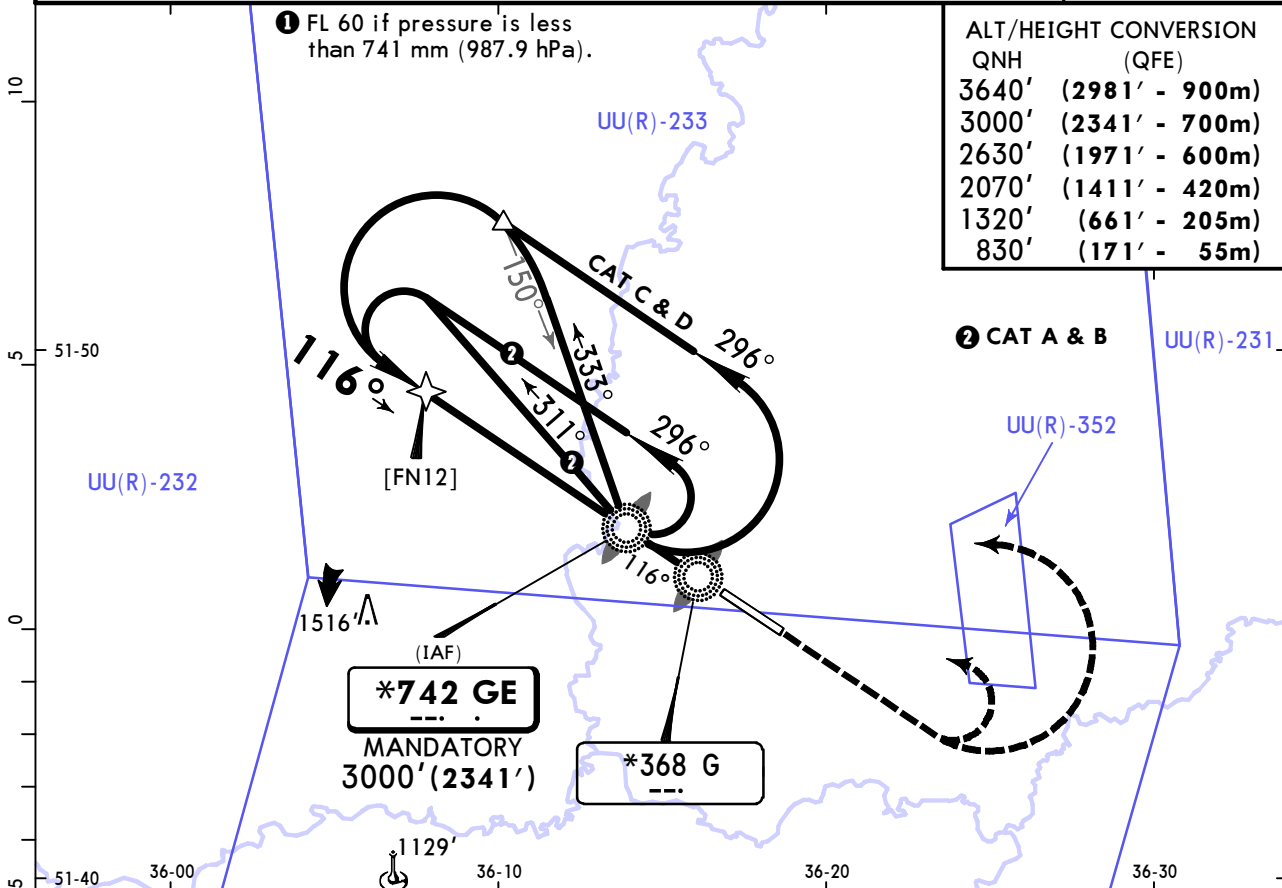 ❶ FL 60 if pressure is less
than 741 mm (987.9 hPa).
ALT/HEIGHT CONVERSION
QNH (QFE)
3640' (2981' - 900m)
3000' (2341' - 700m)
2630' (1971' - 600m)
2070' (1411' - 420m)
1320' (661' - 205m)
830' (171' - 55m)
10
UU(R)-233
CAT C & D
150°
296°
❷ CAT A & B
UU(R)-231
5
51-50
116°
❷
333°
311°
296°
UU(R)-352
❷
[FN12]
UU(R)-232
116°
0
1516'
(IAF)
*742 GE
MANDATORY
3000'(2341')
*368 G
1129'
5
51-40
36-00
36-10
36-20
36-30